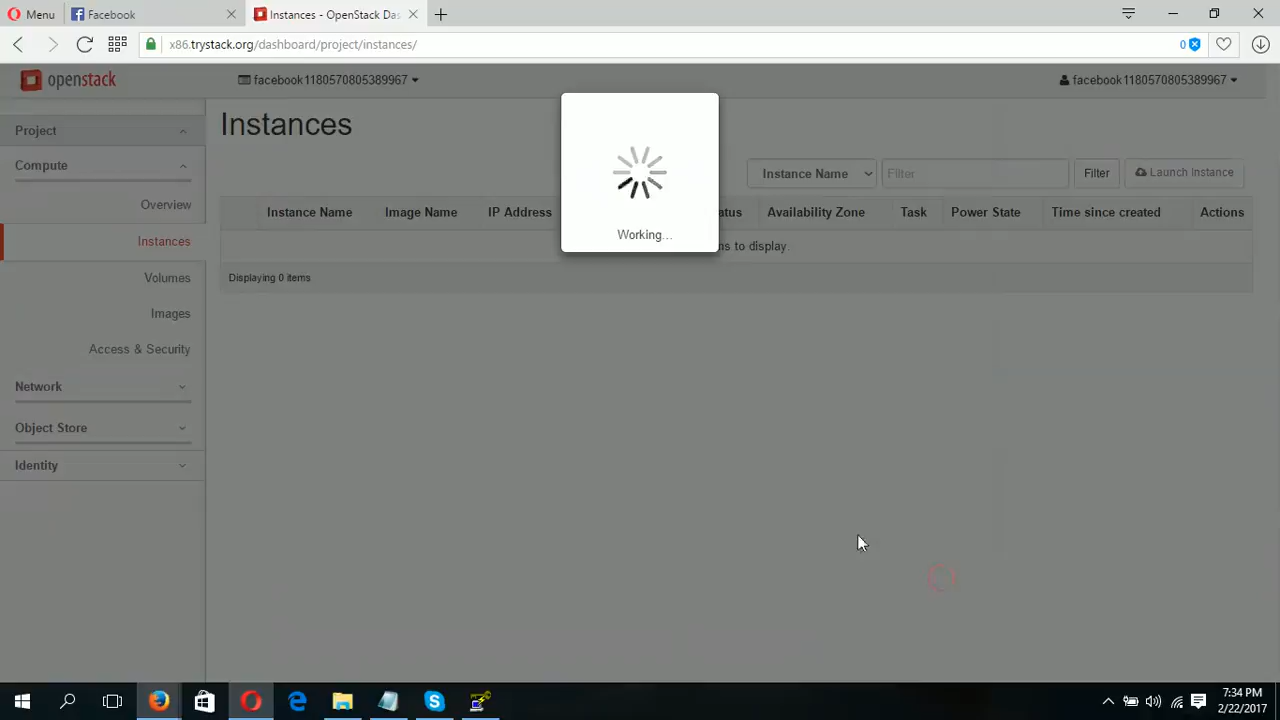 Menu
Facebook
Instances - OpenStack Das
x86.trystack.org/dashboard/project/instances/
0
openstack
facebook1180570805389967
facebook1180570805389967
Project
Compute
Overview
Instances
Volumes
Images
Access & Security
Network
Object Store
Identity
Instances
Instance Name
Filter
Filter
Launch Instance
Instance Name Image Name IP Address atus Availability Zone Task Power State Time since created Actions
ms to display.
Displaying 0 items
Working...
7:34 PM
2/22/2017